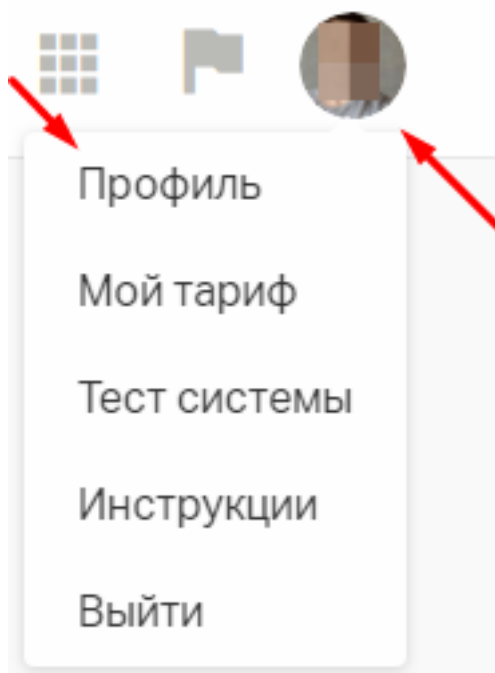 Профиль
Мой тариф
Тест системы
Инструкции
Выйти